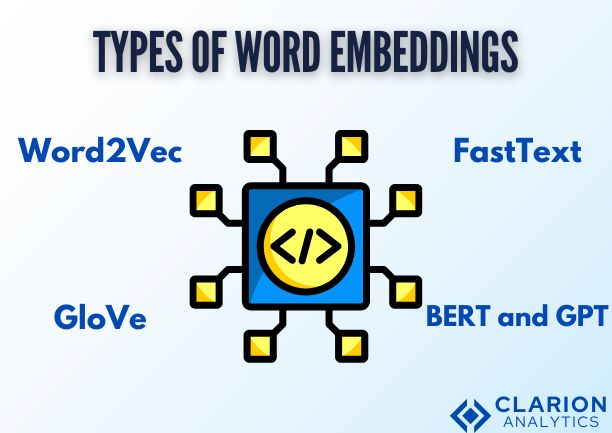 TYPES OF WORD EMBEDDINGS
Word2Vec
FastText
</>
GloVe
BERT and GPT
CLARION
ANALYTICS